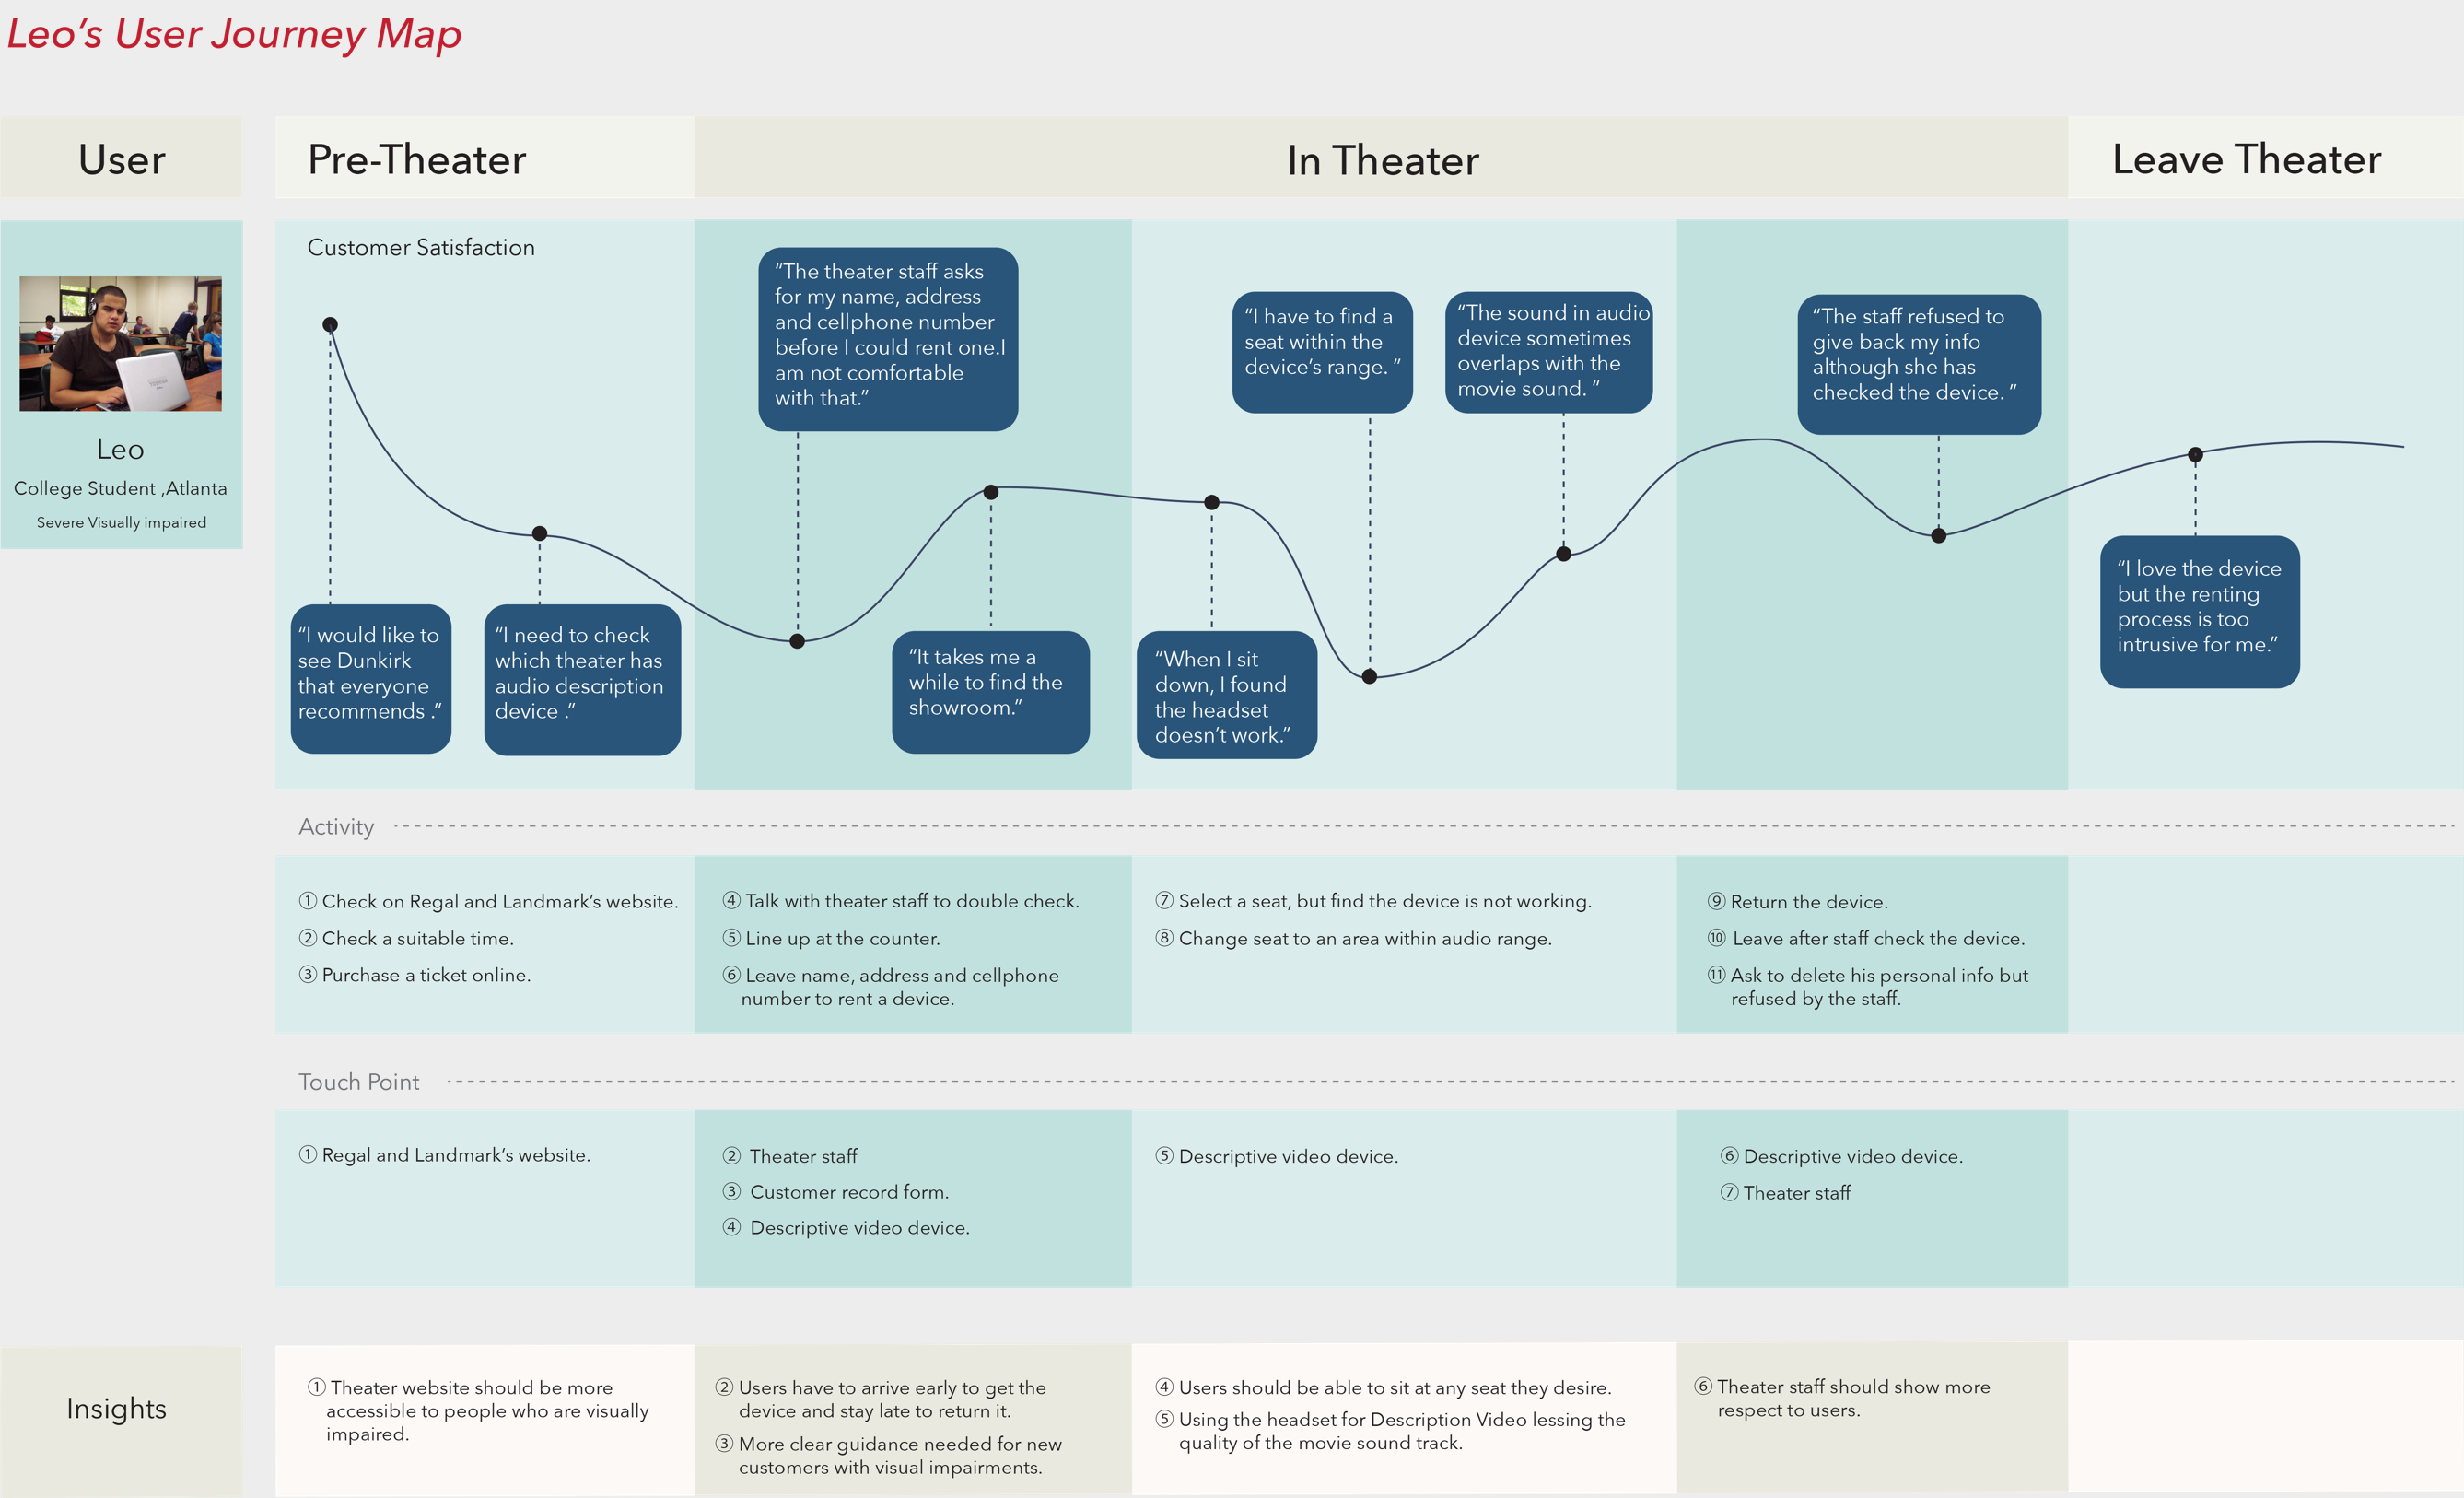 Leo‘s User Journey Map
User
Pre-Theater
In Theater
Leave Theater
Leo
College Student ,Atlanta
Severe Visually impaired
Customer Satisfaction
“I would like to
see Dunkirk
that everyone
recommends .”
“I need to check
which theater has
audio description
device .”
“The theater staff asks
for my name, address
and cellphone number
before I could rent one.I
am not comfortable
with that.”
“It takes me a
while to find the
showroom.”
“When I sit
down, I found
the headset
doesn’t work.”
“I have to find a
seat within the
device’s range. ”
“The sound in audio
device sometimes
overlaps with the
movie sound. ”
“The staff refused to
give back my info
although she has
checked the device. ”
“I love the device
but the renting
process is too
intrusive for me.”
Activity
① Check on Regal and Landmark’s website.
② Check a suitable time.
③ Purchase a ticket online.
④ Talk with theater staff to double check.
⑤ Line up at the counter.
⑥ Leave name, address and cellphone
number to rent a device.
⑦ Select a seat, but find the device is not working.
⑧ Change seat to an area within audio range.
⑨ Return the device.
⑩ Leave after staff check the device.
⑪ Ask to delete his personal info but
refused by the staff.
Touch Point
① Regal and Landmark’s website.
② Theater staff
③ Customer record form.
④ Descriptive video device.
⑤ Descriptive video device.
⑥ Descriptive video device.
⑦ Theater staff
Insights
① Theater website should be more
accessible to people who are visually
impaired.
② Users have to arrive early to get the
device and stay late to return it.
③ More clear guidance needed for new
customers with visual impairments.
④ Users should be able to sit at any seat they desire.
⑤ Using the headset for Description Video lessing the
quality of the movie sound track.
⑥ Theater staff should show more
respect to users.